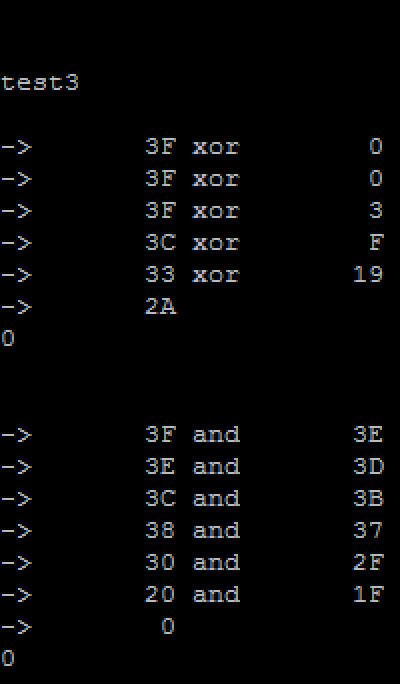 test3
->       3F xor        0
->       3F xor        0
->       3F xor        3
->       3C xor        F
->       33 xor       19
->       2A
0
->       3F and       3E
->       3E and       3D
->       3C and       3B
->       38 and       37
->       30 and       2F
->       20 and       1F
->        0
0